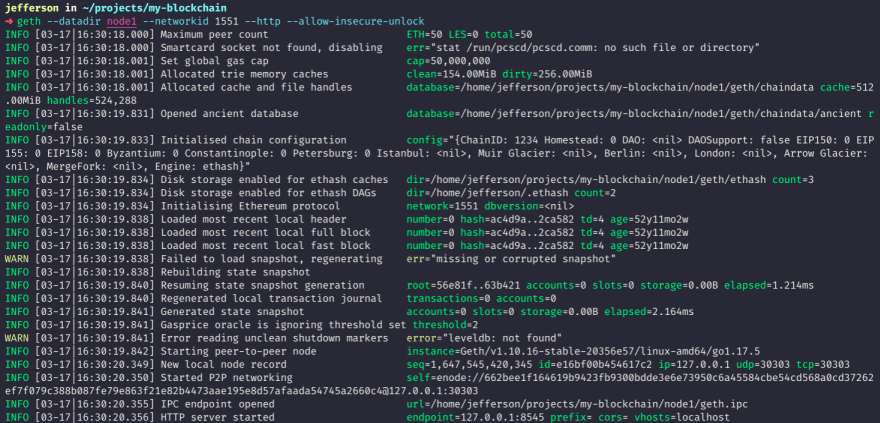 jefferson in ~/projects/my-blockchain
➜ geth --datadir node1 --networkid 1551 --http --allow-insecure-unlock
INFO [03-17|16:30:18.000] Maximum peer count ETH=50 LES=0 total=50
INFO [03-17|16:30:18.000] Smartcard socket not found, disabling err="stat /run/pcscd/pcscd.comm: no such file or directory"
INFO [03-17|16:30:18.001] Set global gas cap cap=50,000,000
INFO [03-17|16:30:18.001] Allocated trie memory caches clean=154.00MiB dirty=256.00MiB
INFO [03-17|16:30:18.001] Allocated cache and file handles database=/home/jefferson/projects/my-blockchain/node1/geth/chaindata cache=512
.00MiB handles=524,288
INFO [03-17|16:30:19.831] Opened ancient database database=/home/jefferson/projects/my-blockchain/node1/geth/chaindata/ancient r
eadonly=false
INFO [03-17|16:30:19.833] Initialised chain configuration config="{ChainID: 1234 Homestead: 0 DAO: <nil> DAOSupport: false EIP150: 0 EIP
155: 0 EIP158: 0 Byzantium: 0 Constantinople: 0 Petersburg: 0 Istanbul: <nil>, Muir Glacier: <nil>, Berlin: <nil>, London: <nil>, Arrow Glacier:
<nil>, MergeFork: <nil>, Engine: ethash}"
INFO [03-17|16:30:19.834] Disk storage enabled for ethash caches dir=/home/jefferson/projects/my-blockchain/node1/geth/ethash count=3
INFO [03-17|16:30:19.834] Disk storage enabled for ethash DAGs dir=/home/jefferson/.ethash count=2
INFO [03-17|16:30:19.834] Initialising Ethereum protocol network=1551 dbversion=<nil>
INFO [03-17|16:30:19.838] Loaded most recent local header number=0 hash=ac4d9a..2ca582 td=4 age=52y11mo2w
INFO [03-17|16:30:19.838] Loaded most recent local full block number=0 hash=ac4d9a..2ca582 td=4 age=52y11mo2w
INFO [03-17|16:30:19.838] Loaded most recent local fast block number=0 hash=ac4d9a..2ca582 td=4 age=52y11mo2w
WARN [03-17|16:30:19.838] Failed to load snapshot, regenerating err="missing or corrupted snapshot"
INFO [03-17|16:30:19.838] Rebuilding state snapshot
INFO [03-17|16:30:19.840] Resuming state snapshot generation root=56e81f..63b421 accounts=0 slots=0 storage=0.00B elapsed=1.214ms
INFO [03-17|16:30:19.840] Regenerated local transaction journal transactions=0 accounts=0
INFO [03-17|16:30:19.841] Generated state snapshot accounts=0 slots=0 storage=0.00B elapsed=2.164ms
INFO [03-17|16:30:19.841] Gasprice oracle is ignoring threshold set threshold=2
WARN [03-17|16:30:19.841] Error reading unclean shutdown markers error="leveldb: not found"
INFO [03-17|16:30:19.842] Starting peer-to-peer node instance=Geth/v1.10.16-stable-20356e57/linux-amd64/go1.17.5
INFO [03-17|16:30:20.349] New local node record seq=1,647,545,420,345 id=e16bf00b454617c2 ip=127.0.0.1 udp=30303 tcp=30303
INFO [03-17|16:30:20.350] Started P2P networking self=enode://662bee1f164619b9423fb9300bdde3e6e73950c6a45584cbe54cd568a0cd37262
ef7f079c388b087fe79e863f21e82b4473aae195e8d57afaada54745a2660c4@127.0.0.1:30303
INFO [03-17|16:30:20.355] IPC endpoint opened url=/home/jefferson/projects/my-blockchain/node1/geth.ipc
INFO [03-17|16:30:20.356] HTTP server started endpoint=127.0.0.1:8545 prefix= cors= vhosts=localhost